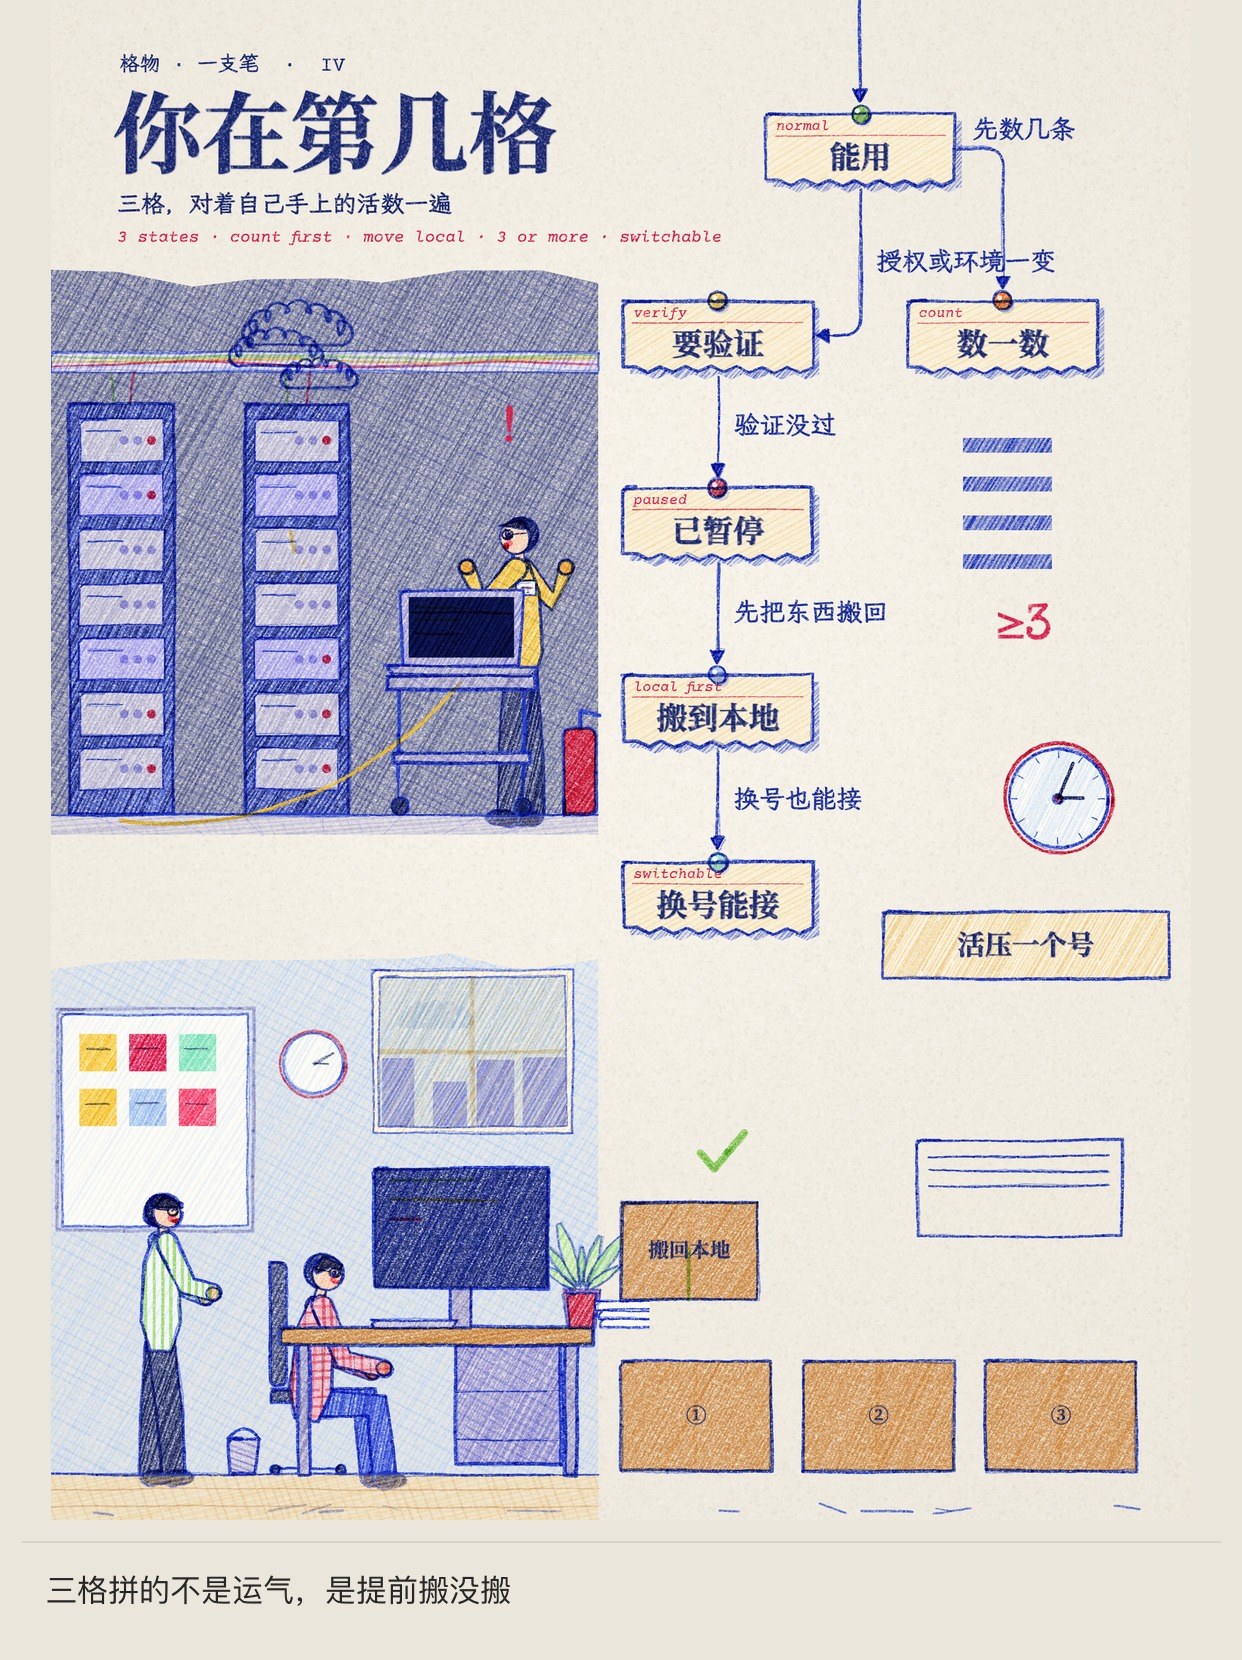 格物 · 一支笔 · IV
你在第几格
三格，对着自己手上的活数一遍
3 states · count first · move local · 3 or more · switchable
normal
能用
先数几条
授权或环境一变
verify
要验证
count
数一数
验证没过
paused
已暂停
≥3
先把东西搬回
local first
搬到本地
换号也能接
switchable
换号能接
活压一个号
!
搬回本地
①
②
③
三格拼的不是运气，是提前搬没搬